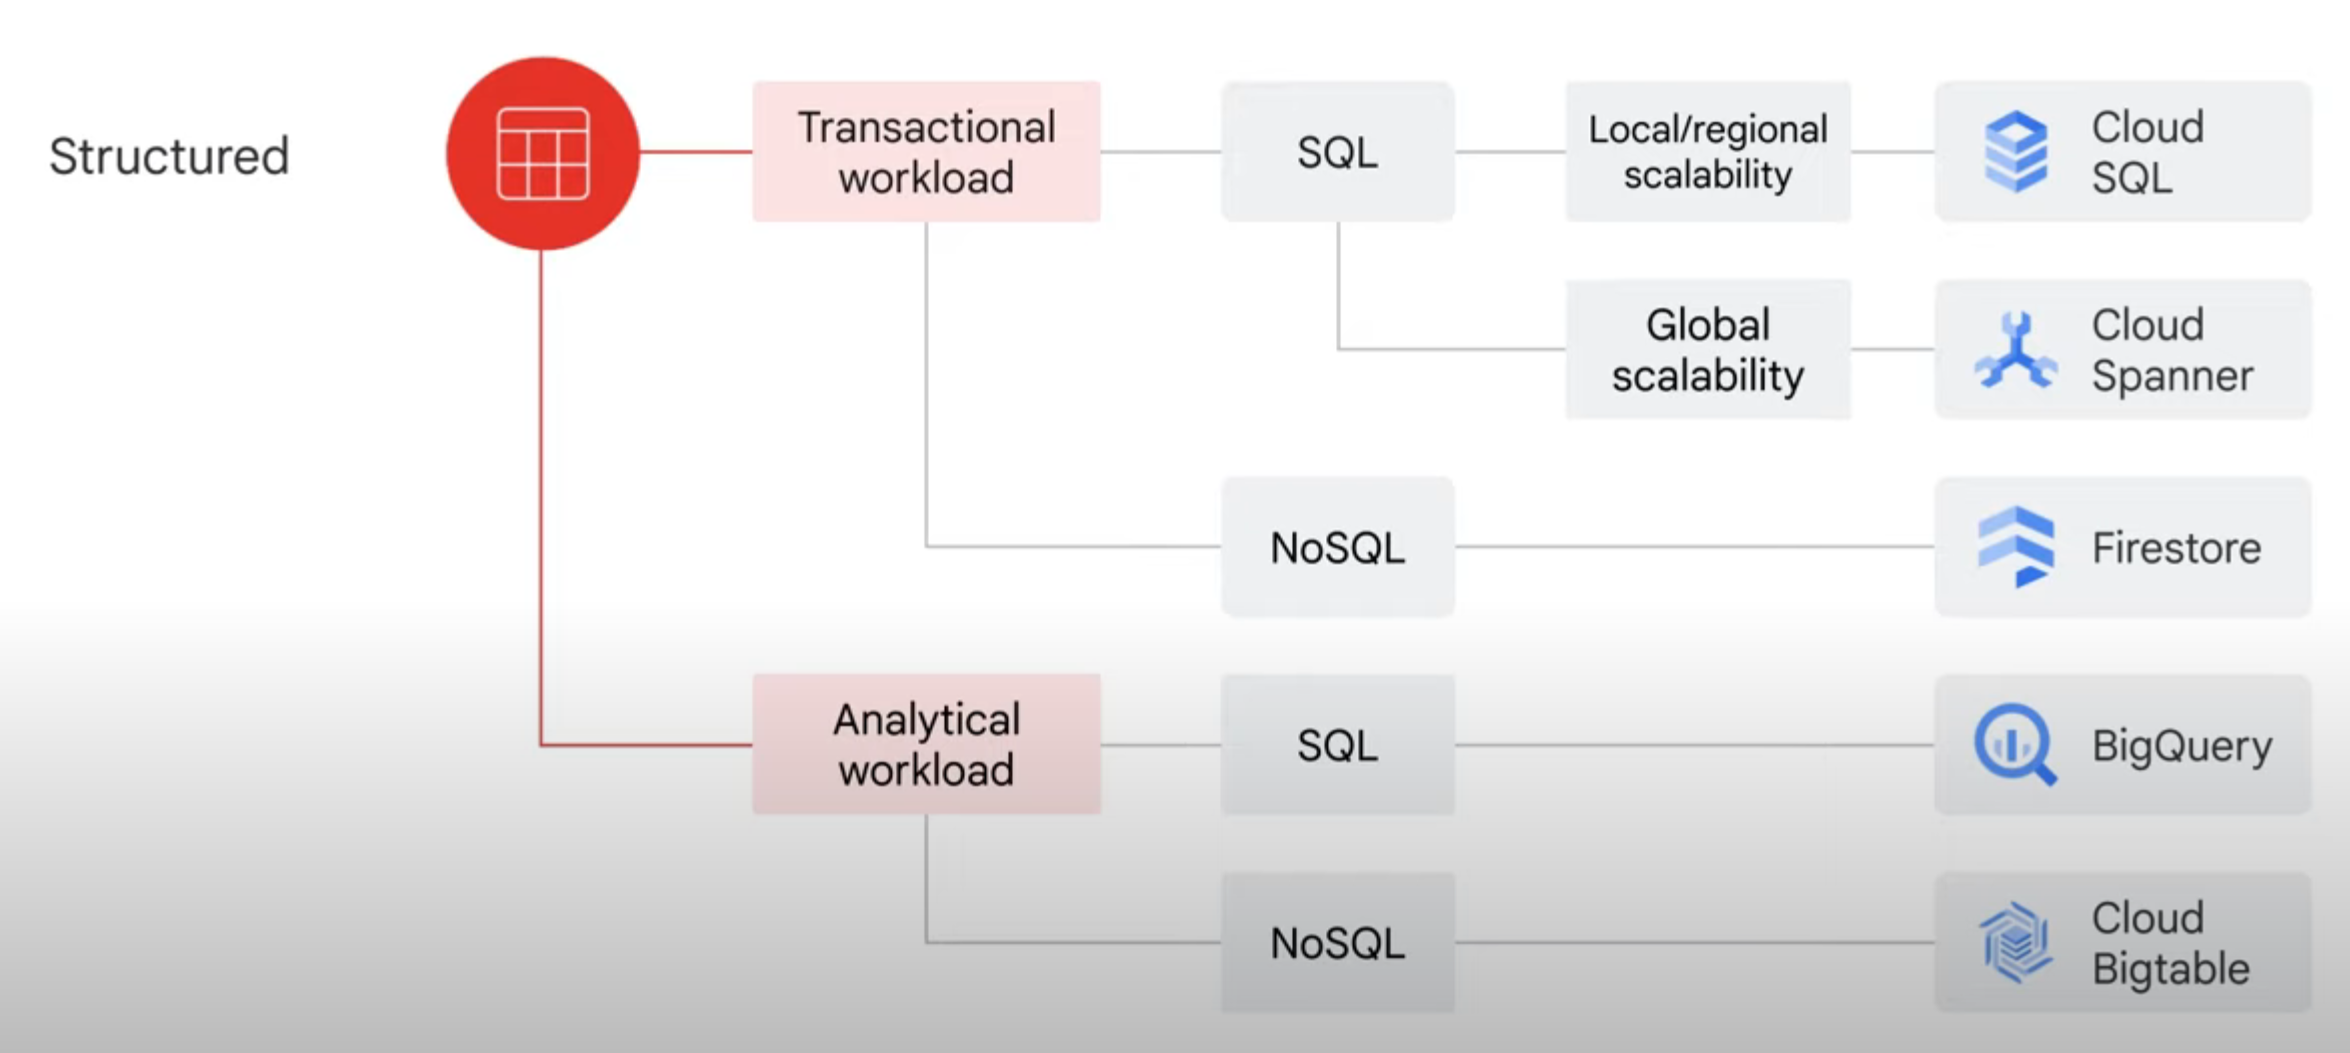 Structured
Transactional
workload
SQL
Local/regional
scalability
Cloud
SQL
Global
scalability
Cloud
Spanner
NoSQL
Firestore
Analytical
workload
SQL
BigQuery
NoSQL
Cloud
Bigtable